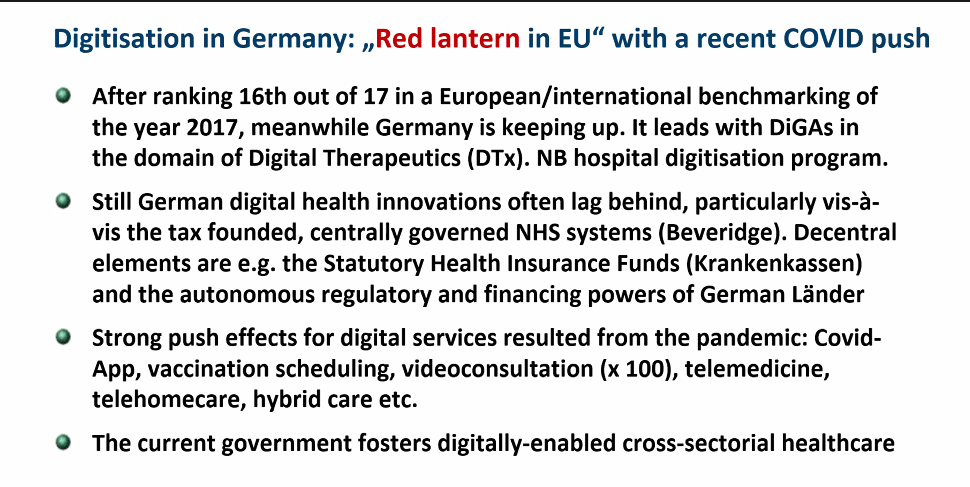 Digitisation in Germany: „Red lantern in EU“ with a recent COVID push
After ranking 16th out of 17 in a European/international benchmarking of
the year 2017, meanwhile Germany is keeping up. It leads with DiGAs in
the domain of Digital Therapeutics (DTx). NB hospital digitisation program.
Still German digital health innovations often lag behind, particularly vis-à-
vis the tax founded, centrally governed NHS systems (Beveridge). Decentral
elements are e.g. the Statutory Health Insurance Funds (Krankenkassen)
and the autonomous regulatory and financing powers of German Länder
Strong push effects for digital services resulted from the pandemic: Covid-
App, vaccination scheduling, videoconsultation (x 100), telemedicine,
telehomecare, hybrid care etc.
The current government fosters digitally-enabled cross-sectorial healthcare